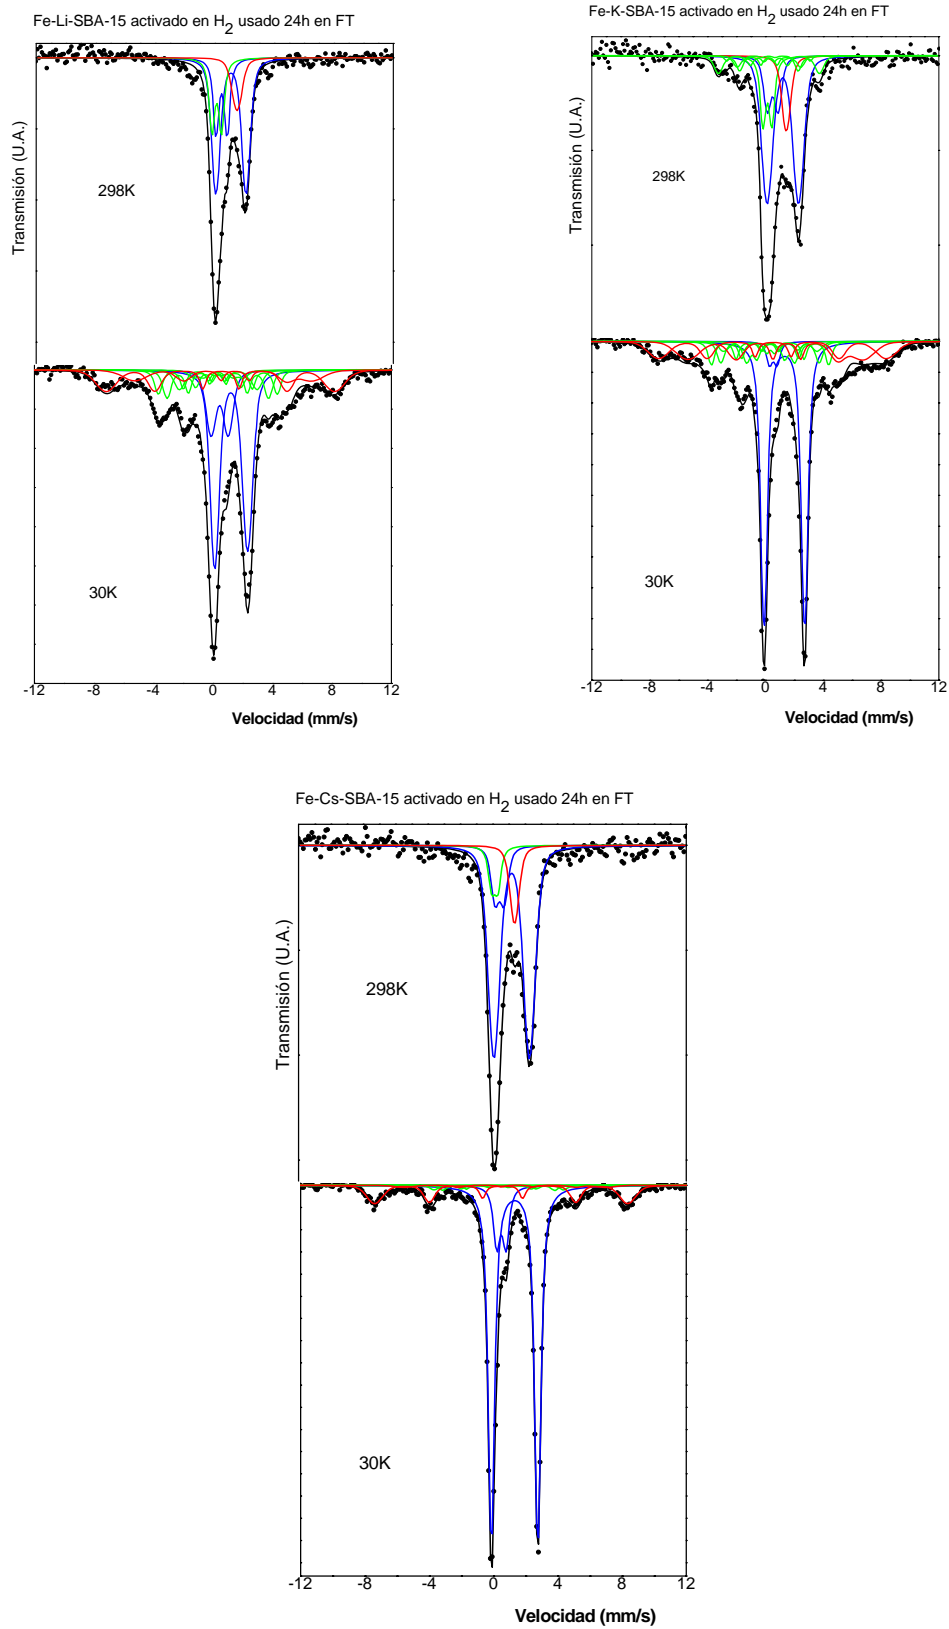 Fe-Li-SBA-15 activado en H2 usado 24h en FT
Transmisión (U.A.)
298K
30K
-12 -8 -4 0 4 8 12
Velocidad (mm/s)
Fe-K-SBA-15 activado en H2 usado 24h en FT
Transmisión (U.A.)
298K
30K
-12 -8 -4 0 4 8 12
Velocidad (mm/s)
Fe-Cs-SBA-15 activado en H2 usado 24h en FT
Transmisión (U.A.)
298K
30K
-12 -8 -4 0 4 8 12
Velocidad (mm/s)